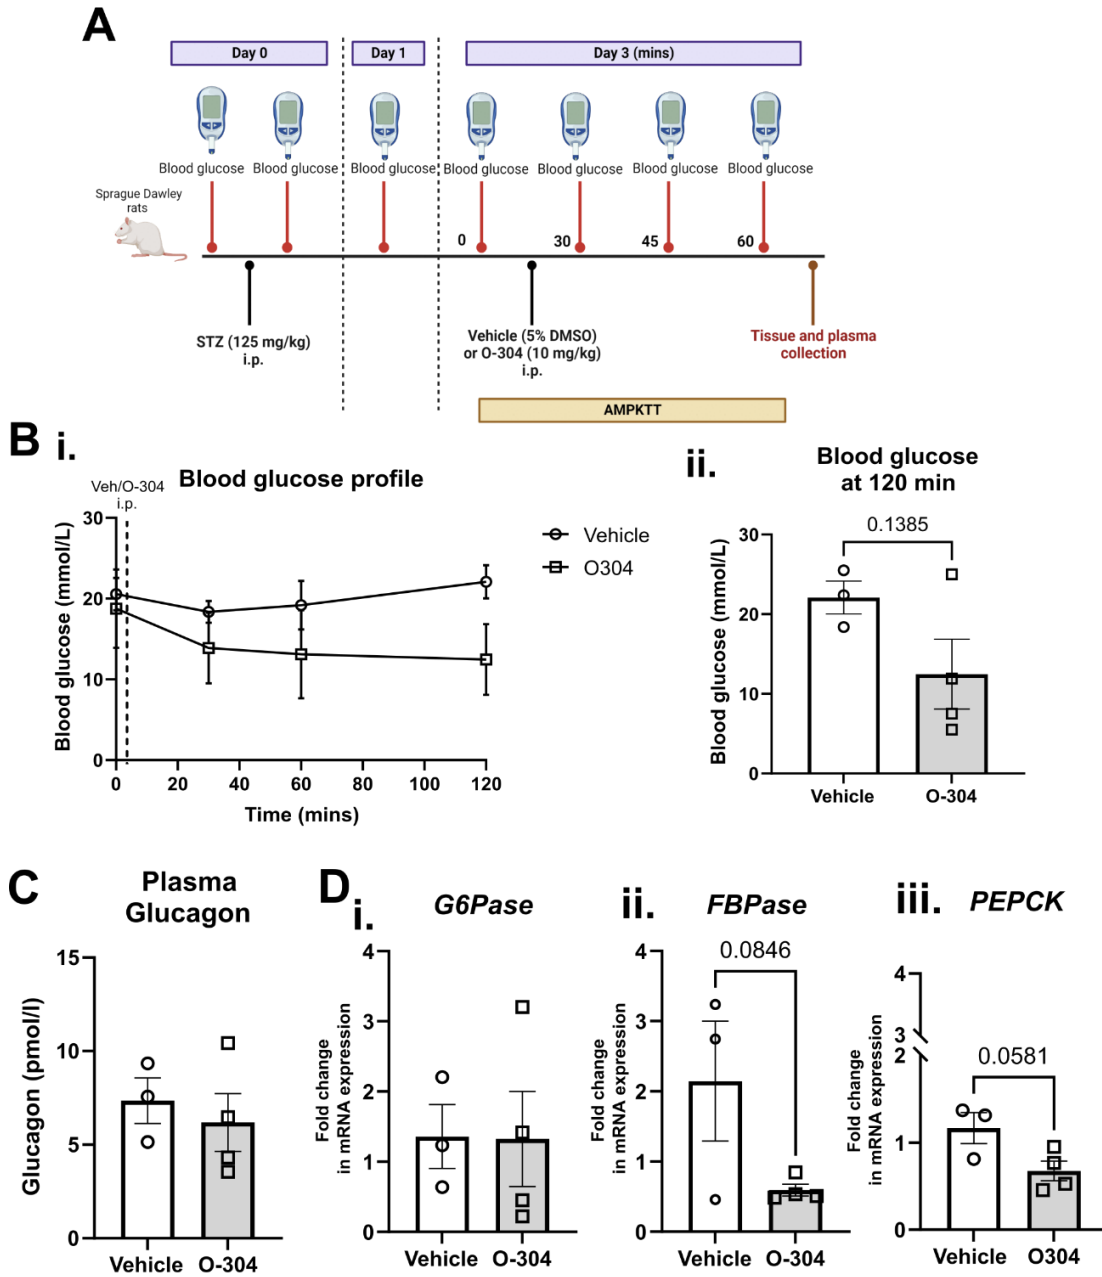 A
Day 0
Day 1
Day 3 (mins)
Blood glucose
Blood glucose
Blood glucose
Blood glucose
Blood glucose
Blood glucose
Blood glucose
Sprague Dawley
rats
0
30
45
60
STZ (125 mg/kg)
i.p.
Vehicle (5% DMSO)
or O-304 (10 mg/kg)
i.p.
Tissue and plasma
collection
AMPKTT
B
i.
Blood glucose profile
Veh/O-304
i.p.
30
20
10
0
Blood glucose (mmol/L)
0
20
40
60
80
100
120
Time (mins)
Vehicle
O304
ii.
Blood glucose
at 120 min
0.1385
30
20
10
0
Blood glucose (mmol/L)
Vehicle
O-304
C
Plasma
Glucagon
15
10
5
0
Glucagon (pmol/l)
Vehicle
O-304
D
i.
G6Pase
4
3
2
1
0
Fold change
in mRNA expression
Vehicle
O-304
ii.
FBPase
0.0846
4
3
2
1
0
Fold change
in mRNA expression
Vehicle
O-304
iii.
PEPCK
4
3
2
1
0
0.0581
Fold change
in mRNA expression
Vehicle
O304